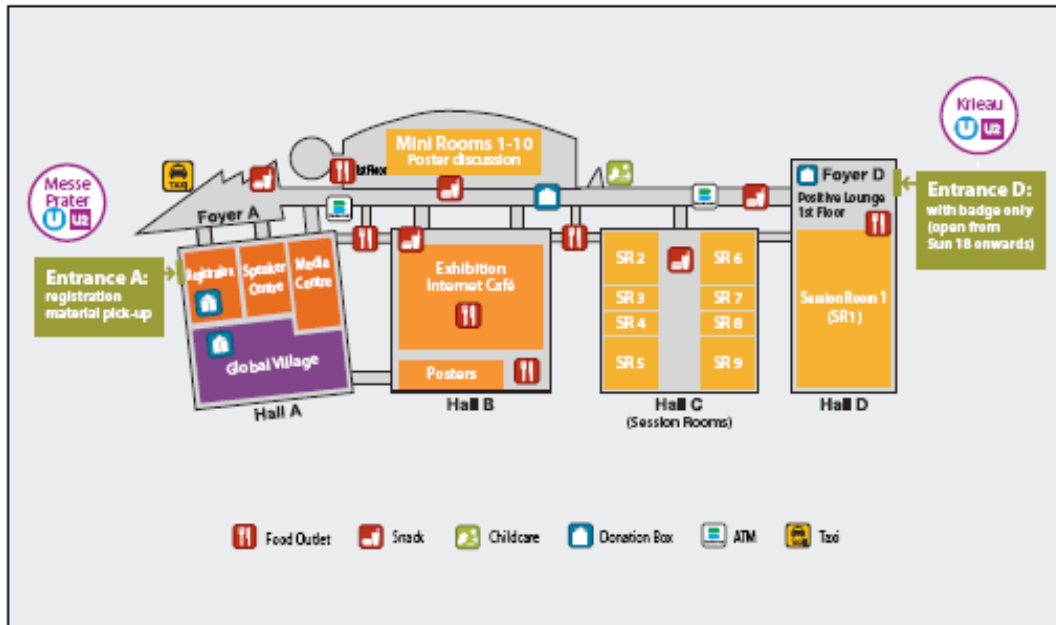 Krieau
U U2
Mini Rooms 1-10
Poster discussion
1st Floor
TAXI
Messe
Prater
U U2
Foyer A
Foyer D
Positive Lounge
1st Floor
Entrance D:
with badge only
(open from
Sun 18 onwards)
Entrance A:
registration
material pick-up
Registration
Speaker
Centre
Media
Centre
Global Village
Hall A
Exhibition
Internet Café
Posters
Hall B
SR 2
SR 6
SR 3
SR 7
SR 4
SR 8
SR 5
SR 9
Hall C
(Session Rooms)
Session Room 1
(SR1)
Hall D
Food Outlet
Snack
Childcare
Donation Box
ATM
Taxi